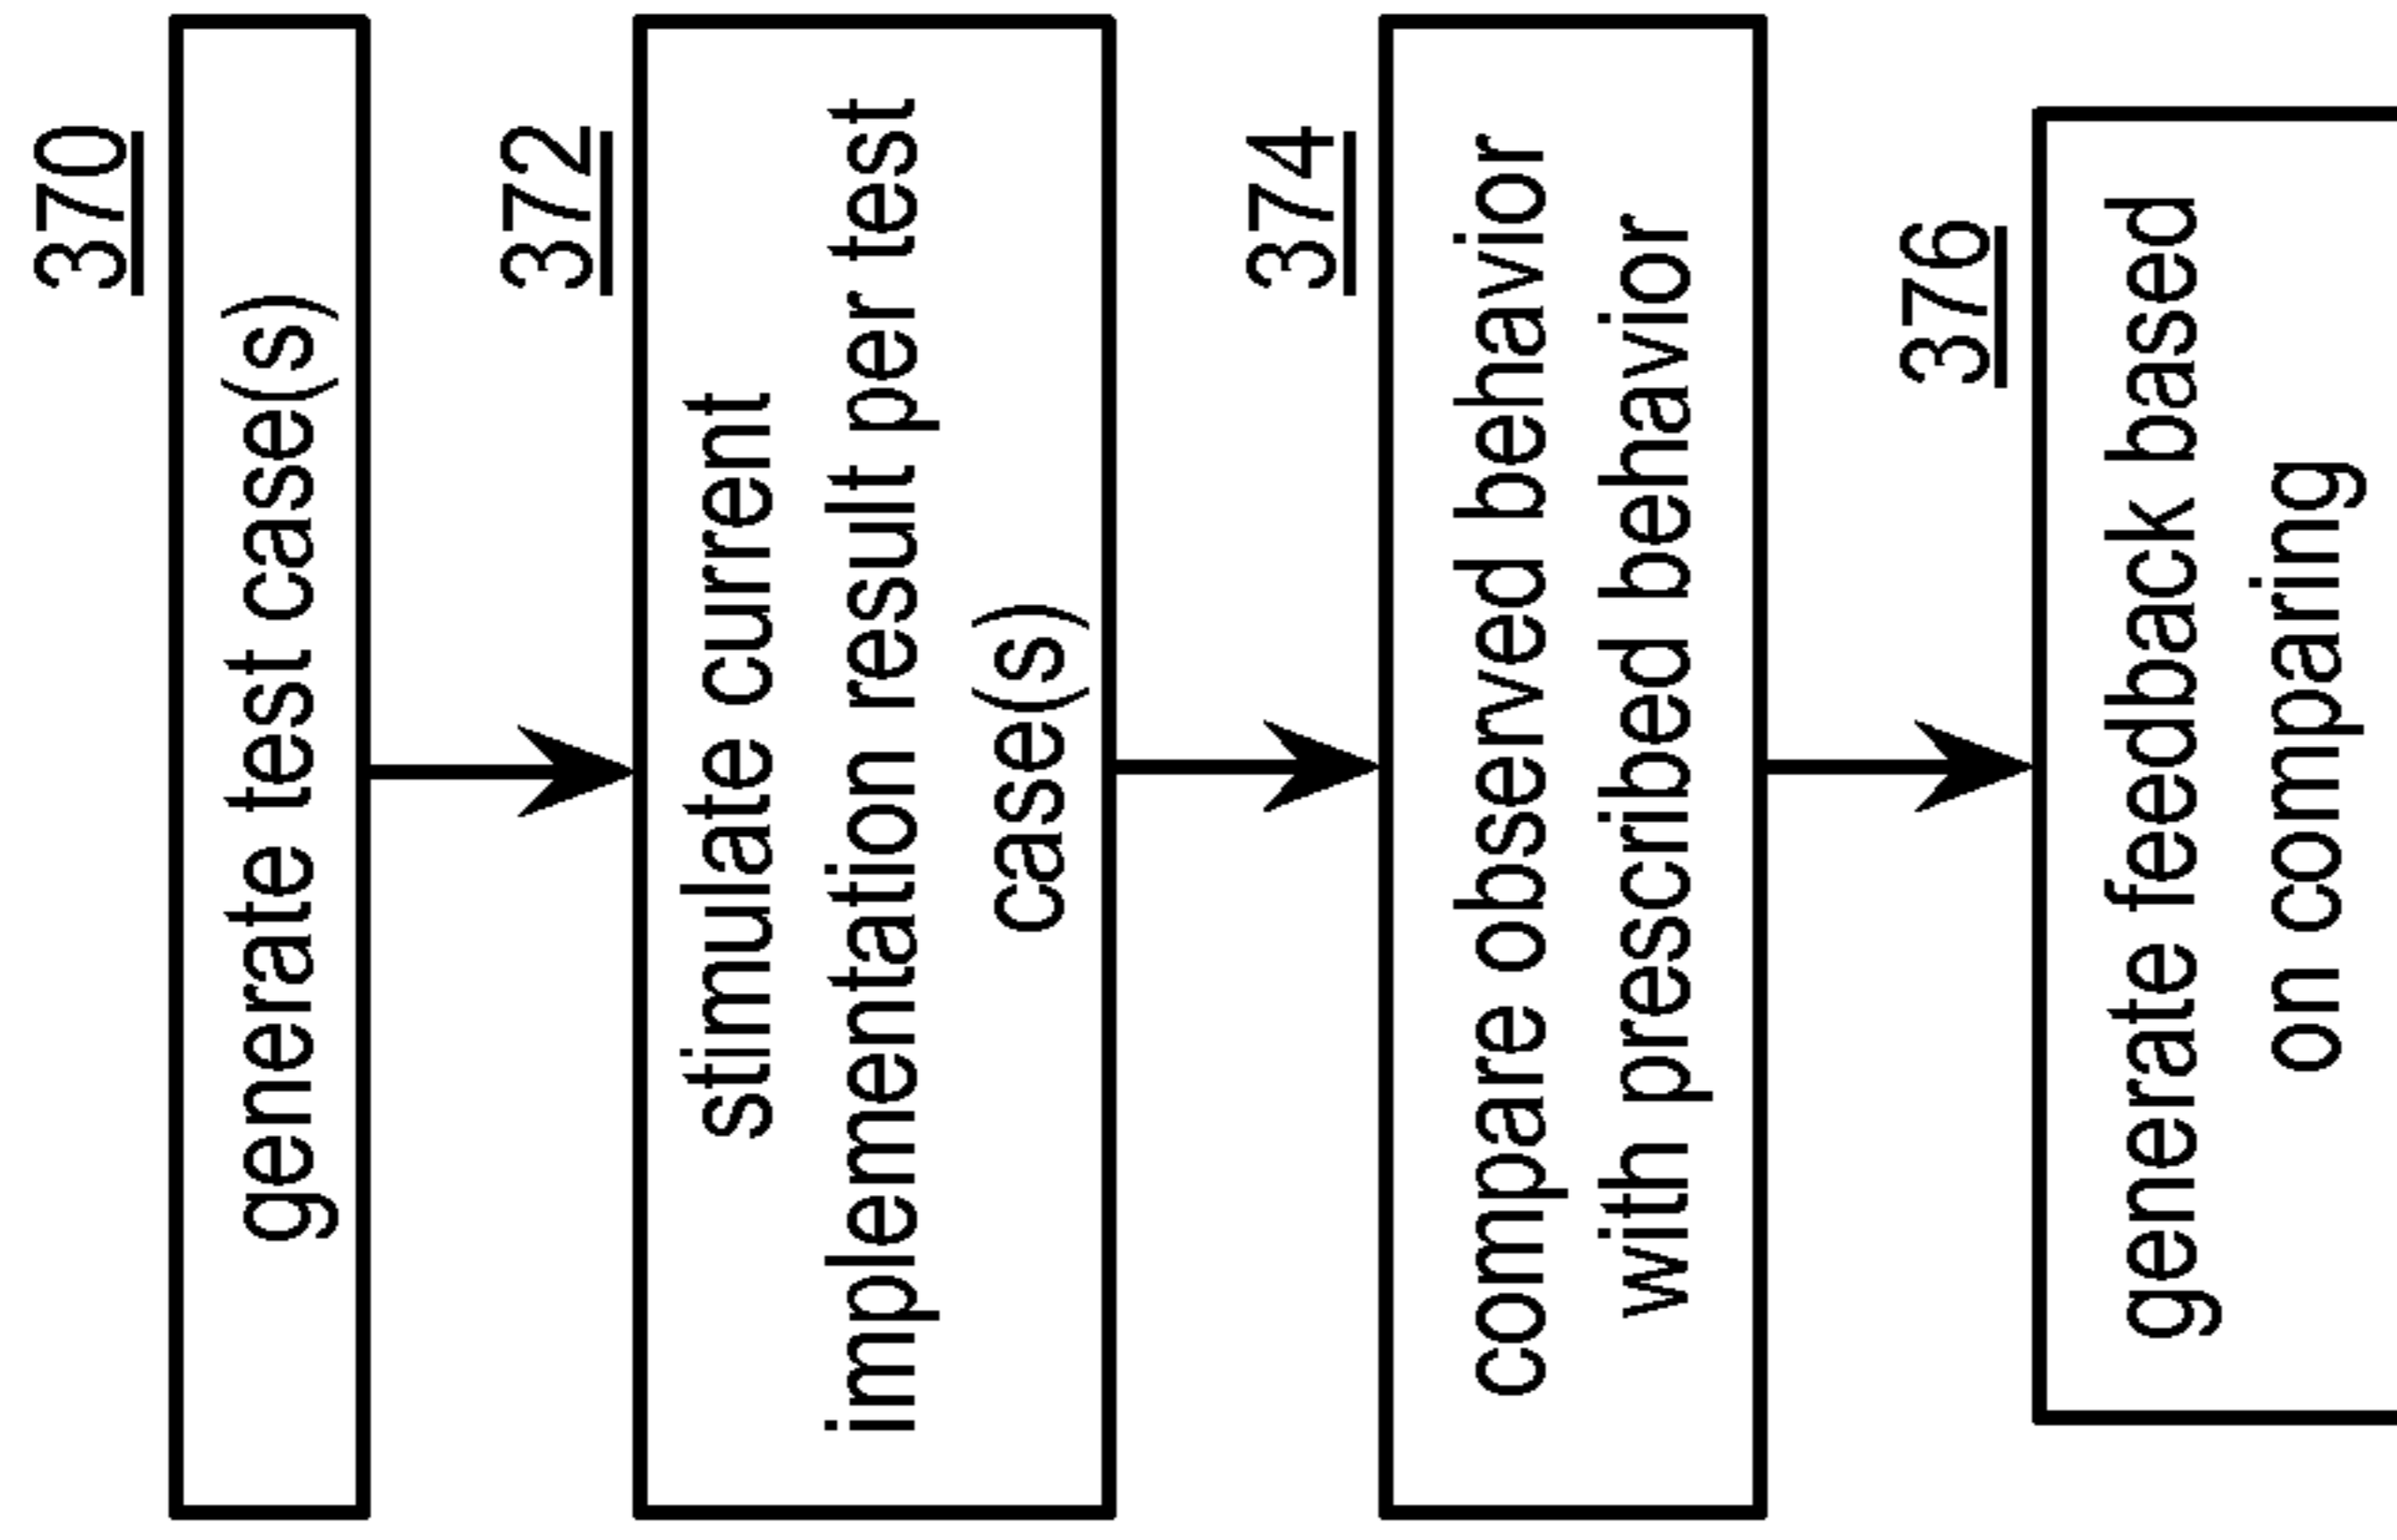 370
generate test case(s)
372
stimulate current
implementation result per test
case(s)
374
compare observed behavior
with prescribed behavior
376
generate feedback based
on comparing